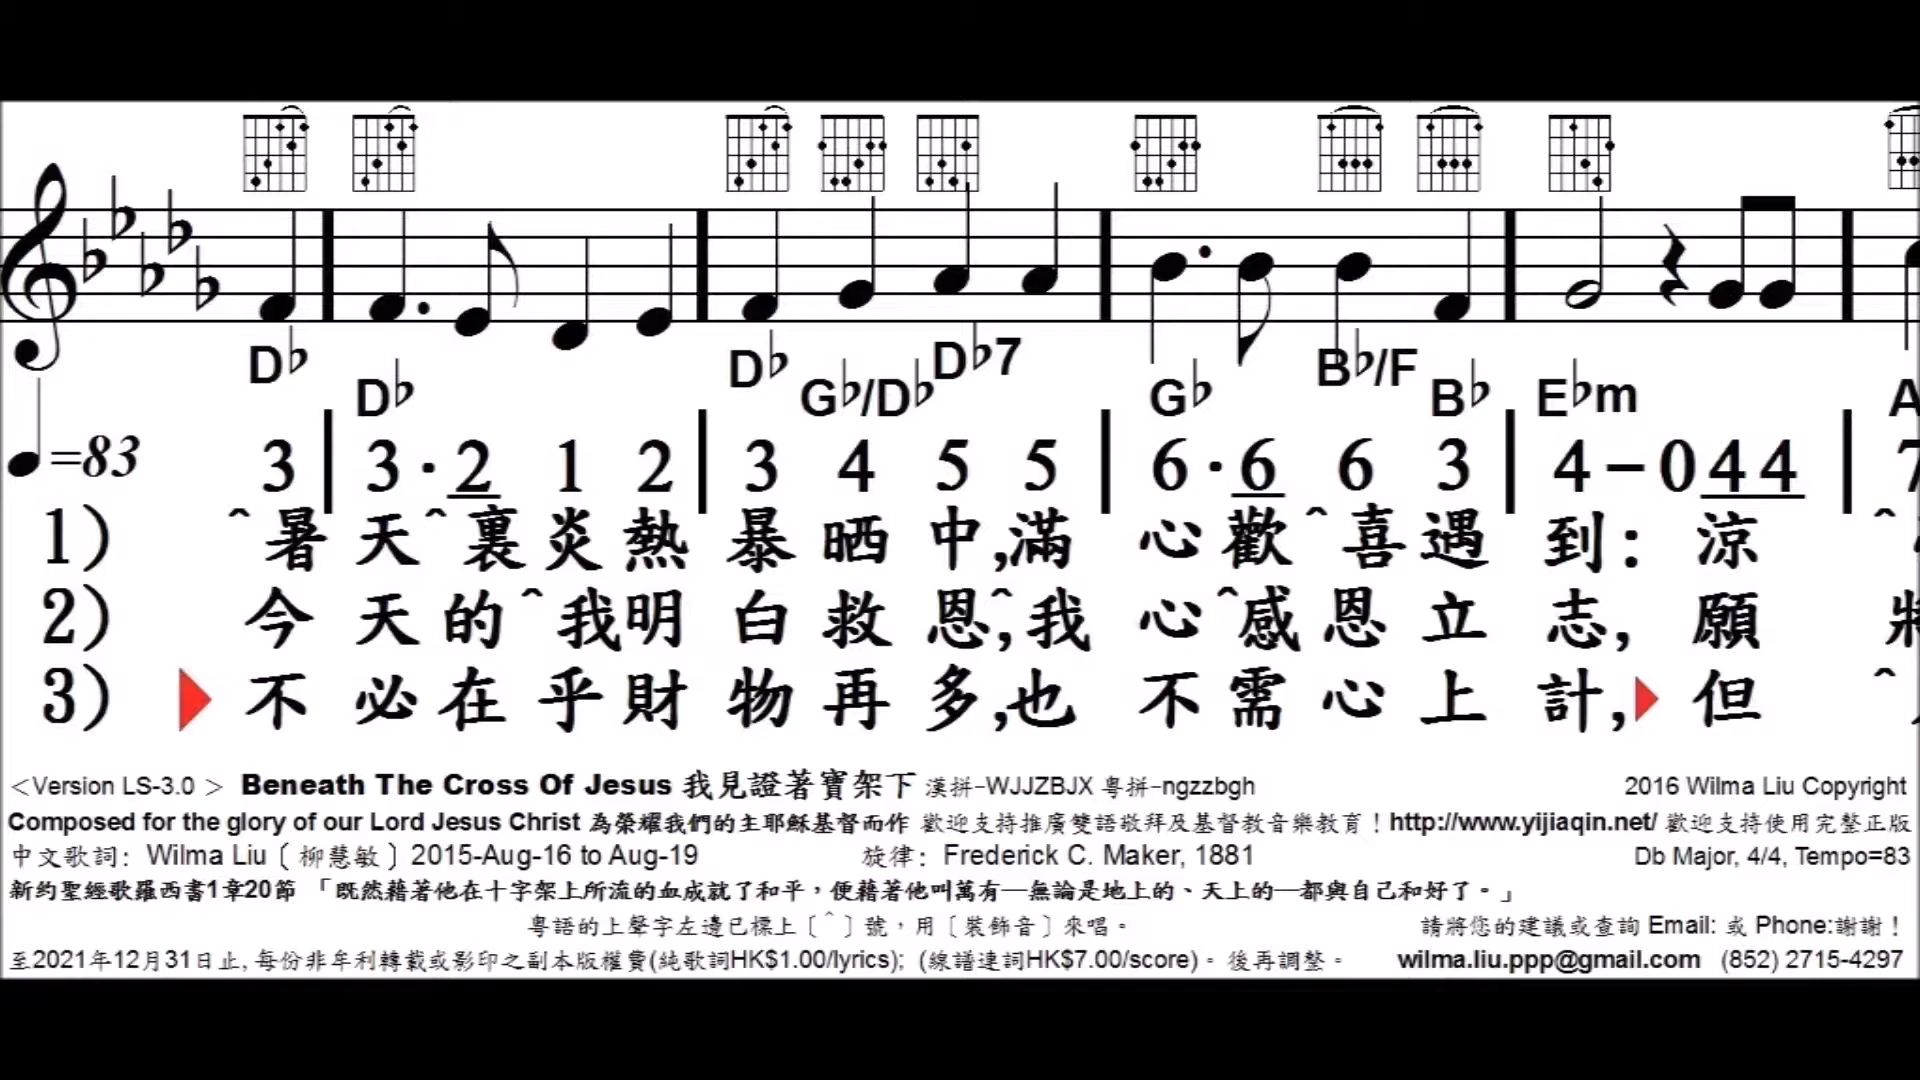 D♭ D♭ D♭ G♭/D♭ D♭7 G♭ B♭/F B♭ E♭m A
=83 3 | 3 · 2 1 2 | 3 4 5 5 | 6 · 6 6 3 | 4 – 0 4 4 | 7
1) ˆ暑天ˆ裏炎熱暴晒中,滿心歡ˆ喜遇到：涼 ˆ
2) 今天的ˆ我明白救恩ˆ,我心ˆ感恩立志, 願 將
3) 不必在乎財物再多,也不需心上計, 但 ˆ
<Version LS-3.0 > Beneath The Cross Of Jesus 我見證著寶架下 漢拼-WJJZBJX 粵拼-ngzzbgh 2016 Wilma Liu Copyright
Composed for the glory of our Lord Jesus Christ 為榮耀我們的主耶穌基督而作 歡迎支持推廣雙語敬拜及基督教音樂教育！http://www.yijiaqin.net/ 歡迎支持使用完整正版
中文歌詞：Wilma Liu〔柳慧敏〕2015-Aug-16 to Aug-19 旋律：Frederick C. Maker, 1881 Db Major, 4/4, Tempo=83
新約聖經歌羅西書1章20節 「既然藉著他在十字架上所流的血成就了和平，便藉著他叫萬有─無論是地上的、天上的─都與自己和好了。」
粵語的上聲字左邊已標上〔ˆ〕號，用〔裝飾音〕來唱。 請將您的建議或查詢 Email: 或 Phone:謝謝！
至2021年12月31日止, 每份非牟利轉載或影印之副本版權費(純歌詞HK$1.00/lyrics); (線譜連詞HK$7.00/score)。後再調整。 wilma.liu.ppp@gmail.com (852) 2715-4297